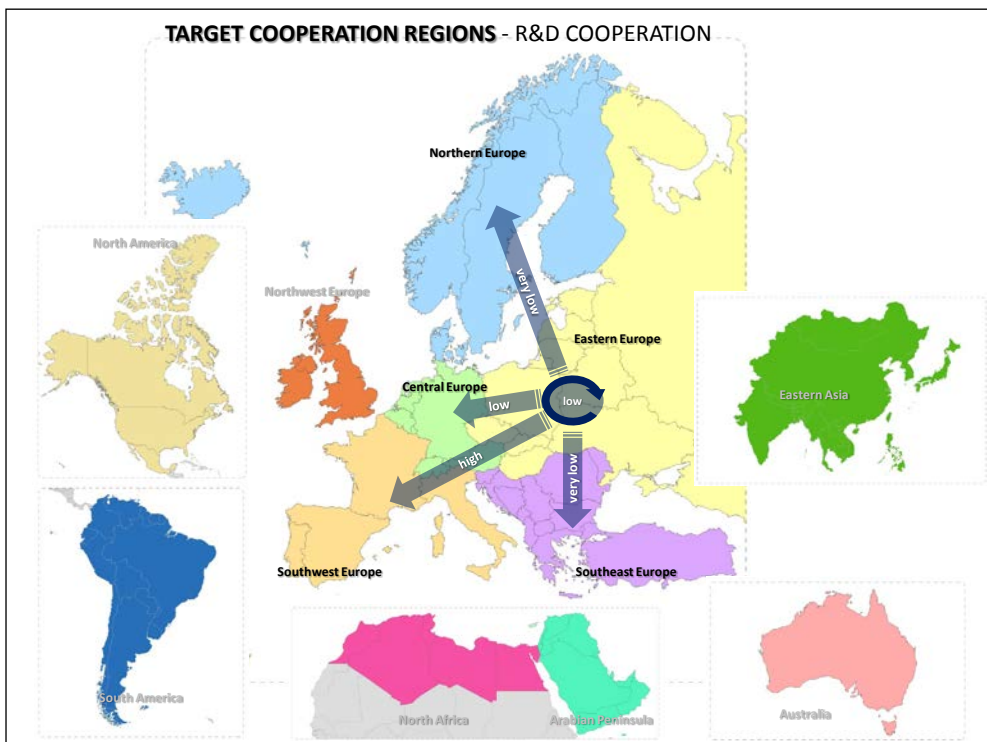 TARGET COOPERATION REGIONS - R&D COOPERATION
Northern Europe
North America
Northwest Europe
very low
Eastern Europe
Central Europe
low
low
Eastern Asia
high
very low
Southwest Europe
Southeast Europe
South America
North Africa
Arabian Peninsula
Australia